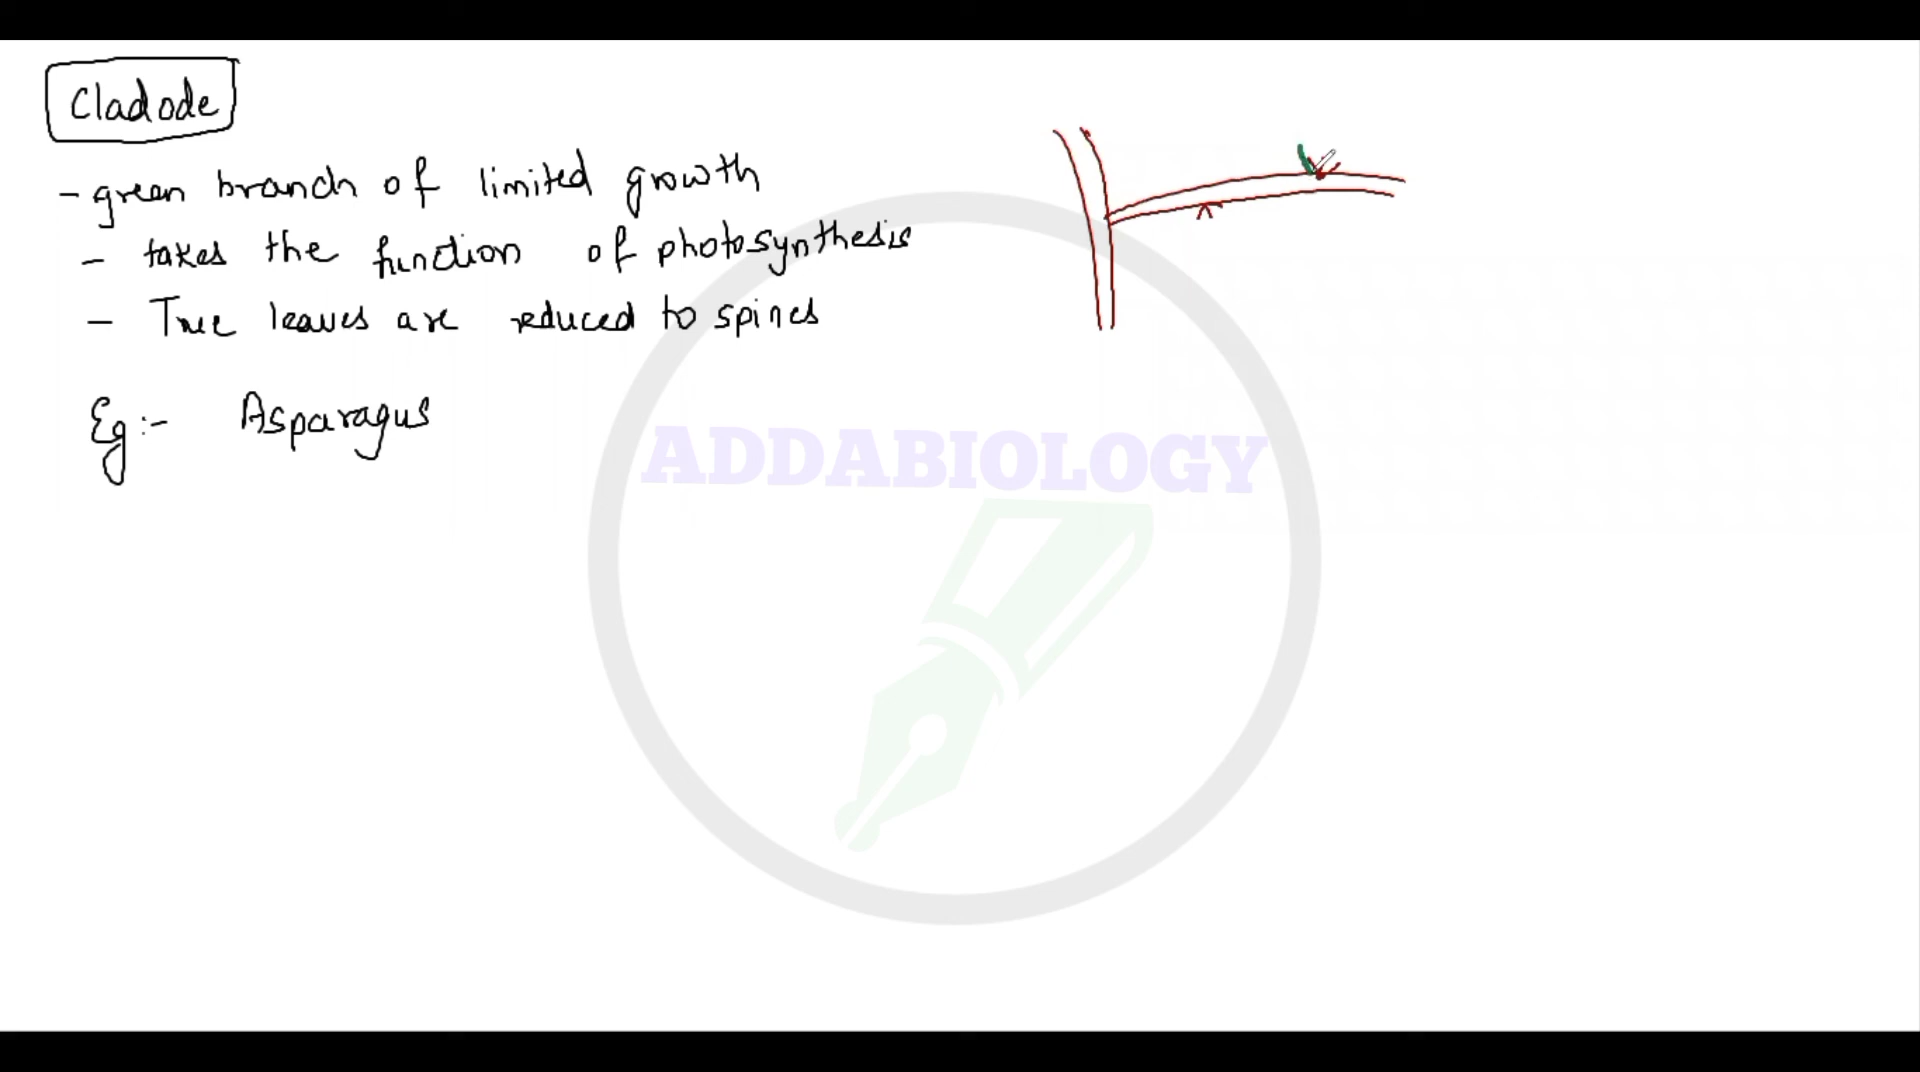 Cladode
- green branch of limited growth
- takes the function of photosynthesis
- True leaves are reduced to spines
Eg:- Asparagus
ADDABIOLOGY